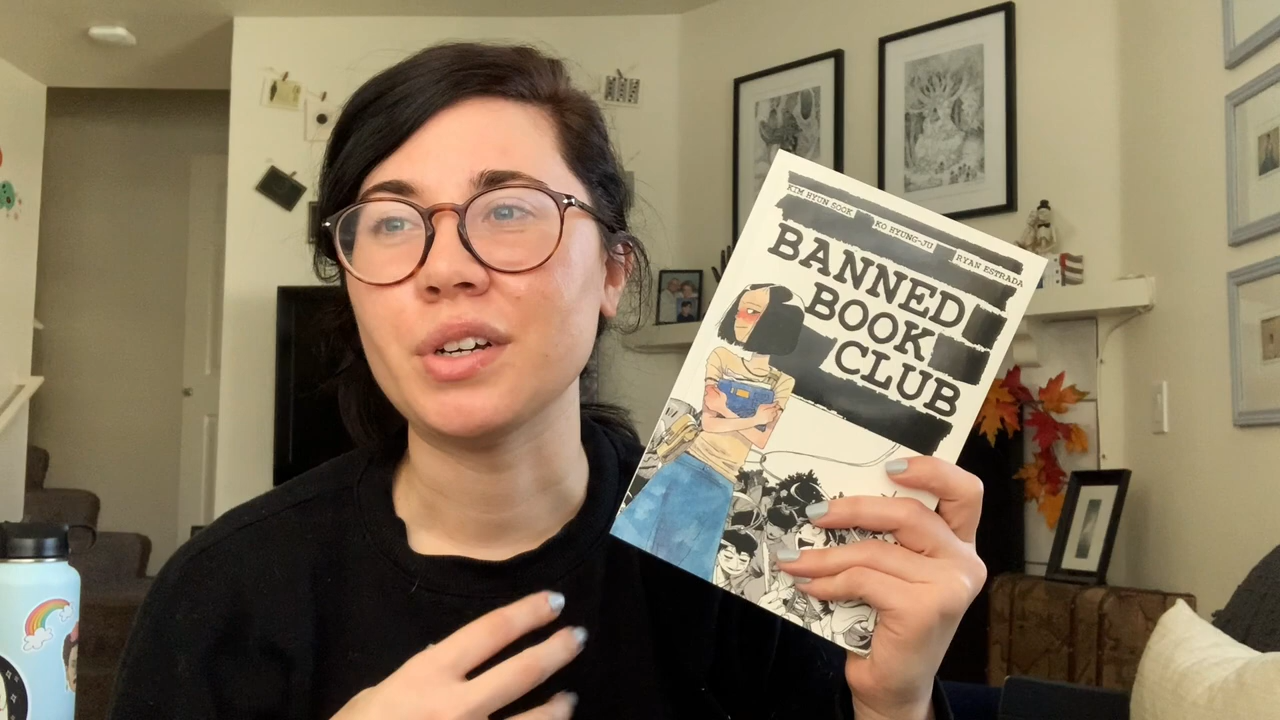 KIM HYUN SOOK
KO HYUNG-JU
RYAN ESTRADA
BANNED
BOOK
CLUB